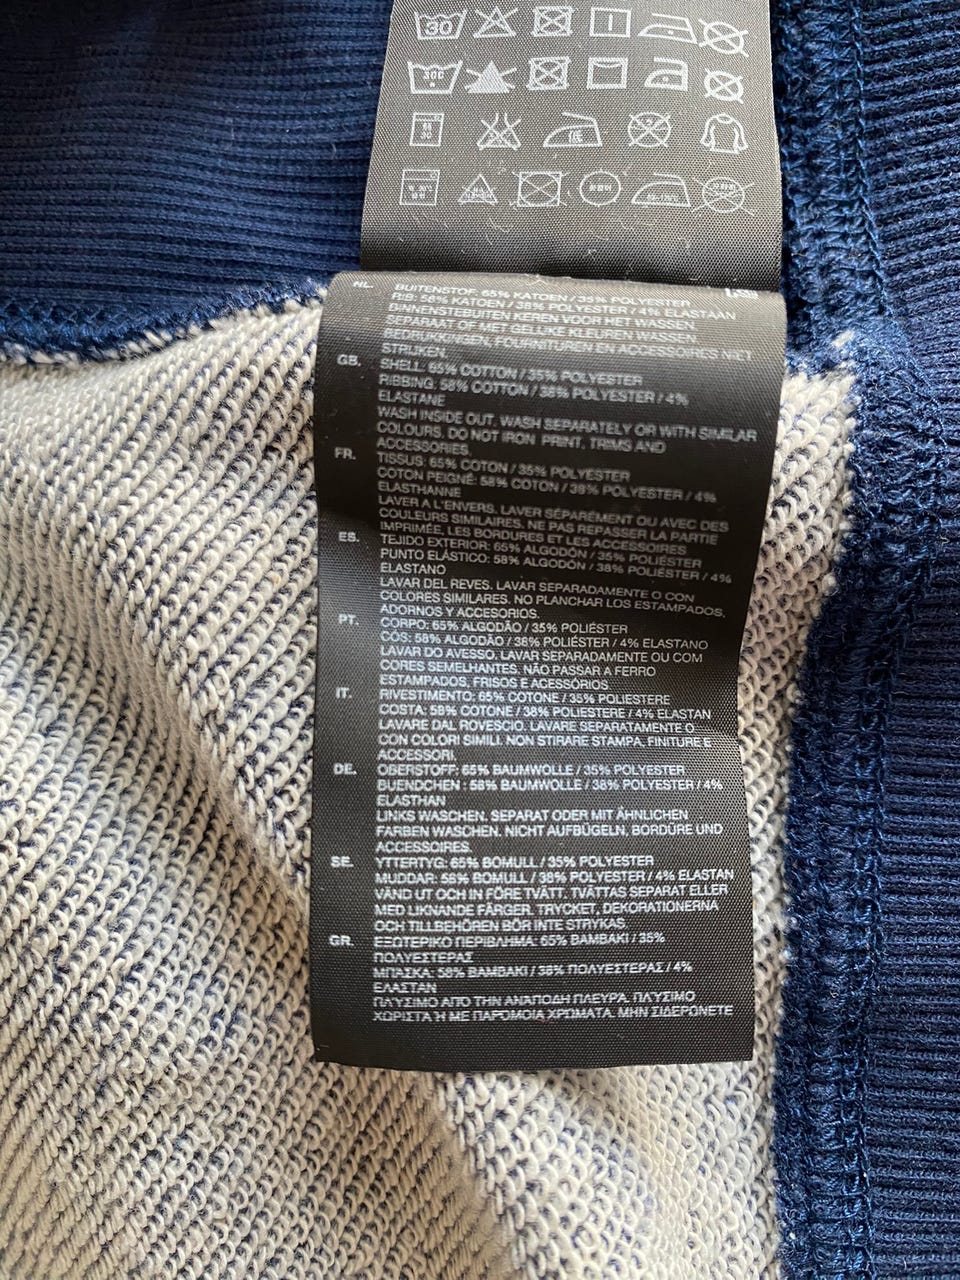 30
NL. BUITENSTOF: 65% KATOEN / 35% POLYESTER
RIB: 58% KATOEN / 38% POLYESTER / 4% ELASTAAN
BINNENSTEBUITEN KEREN VOOR HET WASSEN.
SEPARAAT OF MET GELIJKE KLEUREN WASSEN.
BEDRUKKINGEN, FOURNITUREN EN ACCESSOIRES NIET
STRIJKEN.
GB. SHELL: 65% COTTON / 35% POLYESTER
RIBBING: 58% COTTON / 38% POLYESTER / 4%
ELASTANE
WASH INSIDE OUT. WASH SEPARATELY OR WITH SIMILAR
COLOURS. DO NOT IRON PRINT, TRIMS AND
ACCESSORIES.
FR. TISSUS: 65% COTON / 35% POLYESTER
COTON PEIGNÉ: 58% COTON / 38% POLYESTER / 4%
ELASTHANNE
LAVER A L'ENVERS. LAVER SÉPARÉMENT OU AVEC DES
COULEURS SIMILAIRES. NE PAS REPASSER LA PARTIE
IMPRIMÉE, LES BORDURES ET LES ACCESSOIRES
ES. TEJIDO EXTERIOR: 65% ALGODÓN / 35% POLIÉSTER
PUNTO ELÁSTICO: 58% ALGODÓN / 38% POLIÉSTER / 4%
ELASTANO
LAVAR DEL REVES. LAVAR SEPARADAMENTE O CON
COLORES SIMILARES. NO PLANCHAR LOS ESTAMPADOS,
ADORNOS Y ACCESORIOS.
PT. CORPO: 65% ALGODÃO / 35% POLIÉSTER
CÓS: 58% ALGODÃO / 38% POLIÉSTER / 4% ELASTANO
LAVAR DO AVESSO. LAVAR SEPARADAMENTE OU COM
CORES SEMELHANTES. NÃO PASSAR A FERRO
ESTAMPADOS, FRISOS E ACESSÓRIOS
IT. RIVESTIMENTO: 65% COTONE / 35% POLIESTERE
COSTA: 58% COTONE / 38% POLIESTERE / 4% ELASTAN
LAVARE DAL ROVESCIO. LAVARE SEPARATAMENTE O
CON COLORI SIMILI. NON STIRARE STAMPA, FINITURE E
ACCESSORI.
DE. OBERSTOFF: 65% BAUMWOLLE / 35% POLYESTER
BUENDCHEN : 58% BAUMWOLLE / 38% POLYESTER / 4%
ELASTHAN
LINKS WASCHEN. SEPARAT ODER MIT ÄHNLICHEN
FARBEN WASCHEN. NICHT AUFBÜGELN, BORDÜRE UND
ACCESSOIRES.
SE. YTTERTYG: 65% BOMULL / 35% POLYESTER
MUDDAR: 58% BOMULL / 38% POLYESTER / 4% ELASTAN
VÄND UT OCH IN FÖRE TVÄTT. TVÄTTAS SEPARAT ELLER
MED LIKNANDE FÄRGER. TRYCKET, DEKORATIONERNA
OCH TILLBEHÖREN BÖR INTE STRYKAS.
GR. ΕΞΩΤΕΡΙΚΟ ΠΕΡΙΒΛΗΜΑ: 65% ΒΑΜΒΑΚΙ / 35%
ΠΟΛΥΕΣΤΕΡΑΣ
ΜΠΑΣΚΑ: 58% ΒΑΜΒΑΚΙ / 38% ΠΟΛΥΕΣΤΕΡΑΣ / 4%
ΕΛΑΣΤΑΝ
ΠΛΥΣΙΜΟ ΑΠΟ ΤΗΝ ΑΝΑΠΟΔΗ ΠΛΕΥΡΑ. ΠΛΥΣΙΜΟ
ΧΩΡΙΣΤΑ Ή ΜΕ ΠΑΡΟΜΟΙΑ ΧΡΩΜΑΤΑ. ΜΗΝ ΣΙΔΕΡΩΝΕΤΕ